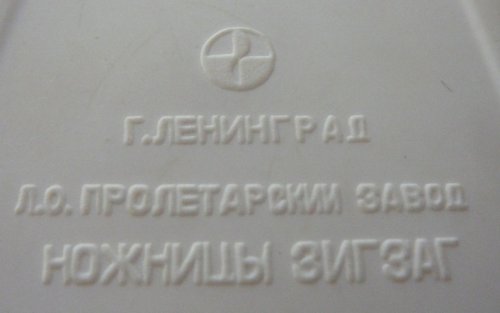 Г.ЛЕНИНГРАД
Л.О. ПРОЛЕТАРСКИЙ ЗАВОД
НОЖНИЦЫ ЗИГЗАГ